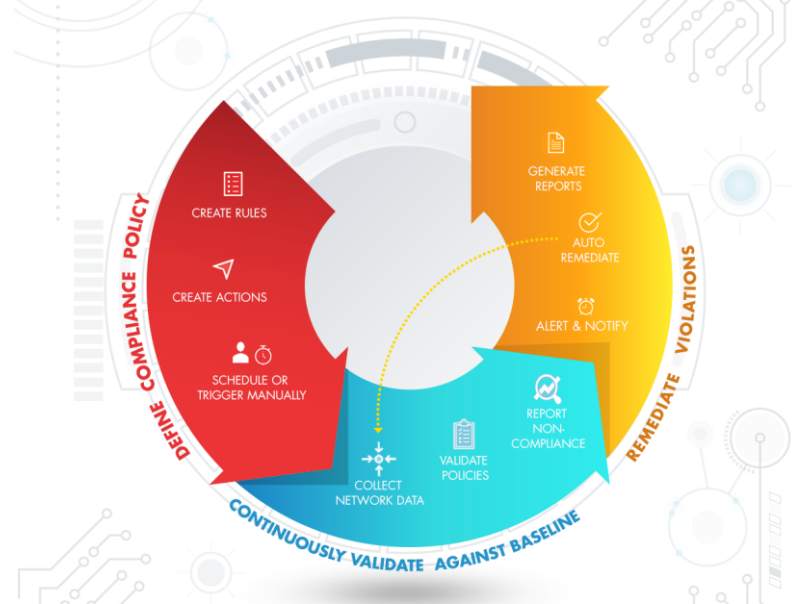 DEFINE COMPLIANCE POLICY
CREATE RULES
CREATE ACTIONS
SCHEDULE OR
TRIGGER MANUALLY
CONTINUOUSLY VALIDATE AGAINST BASELINE
COLLECT
NETWORK DATA
VALIDATE
POLICIES
REPORT
NON-
COMPLIANCE
REMEDIATE VIOLATIONS
ALERT & NOTIFY
AUTO
REMEDIATE
GENERATE
REPORTS